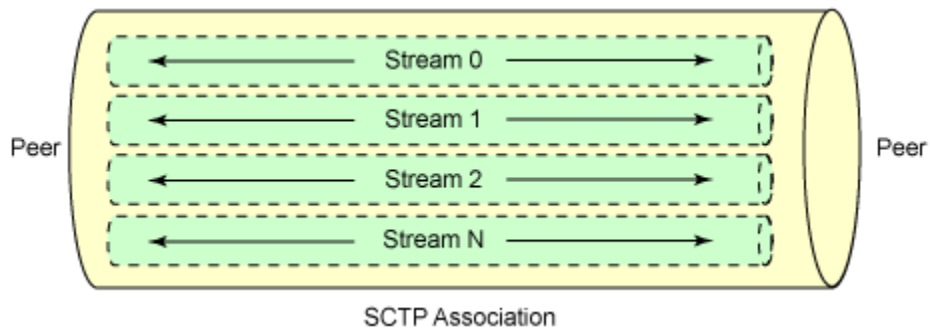 Stream 0
Stream 1
Peer
Peer
Stream 2
Stream N
SCTP Association